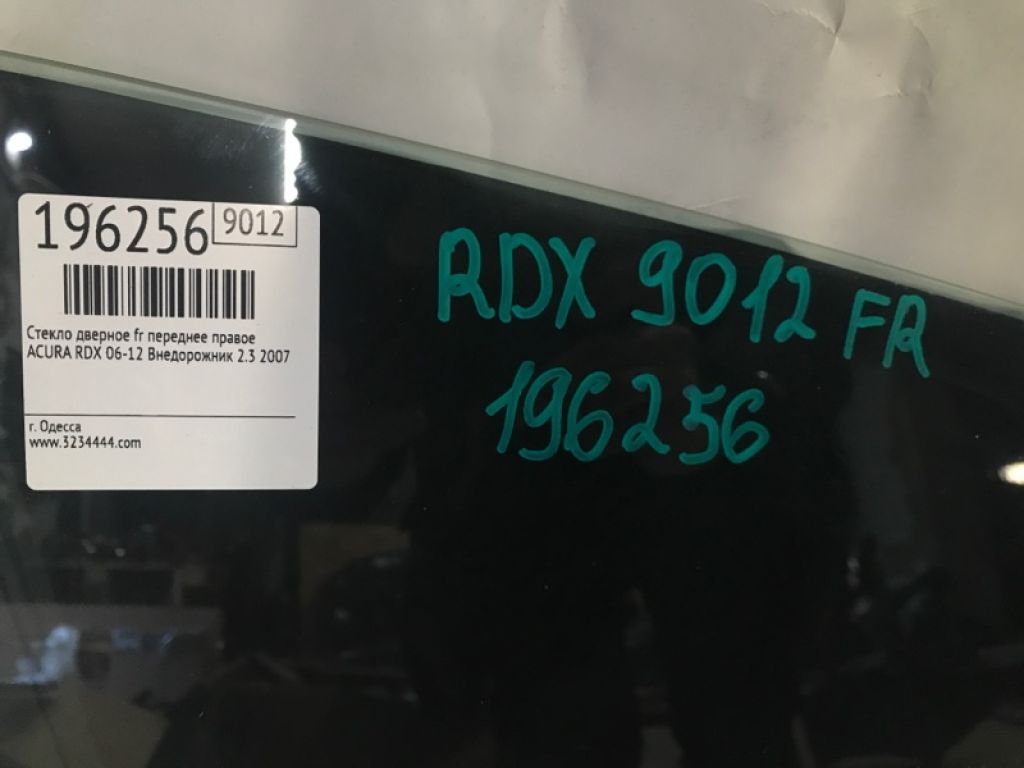 196256 9012
Стекло дверное fr переднее правое
ACURA RDX 06-12 Внедорожник 2.3 2007
г. Одесса
www.3234444.com
RDX 9012 FR
196256